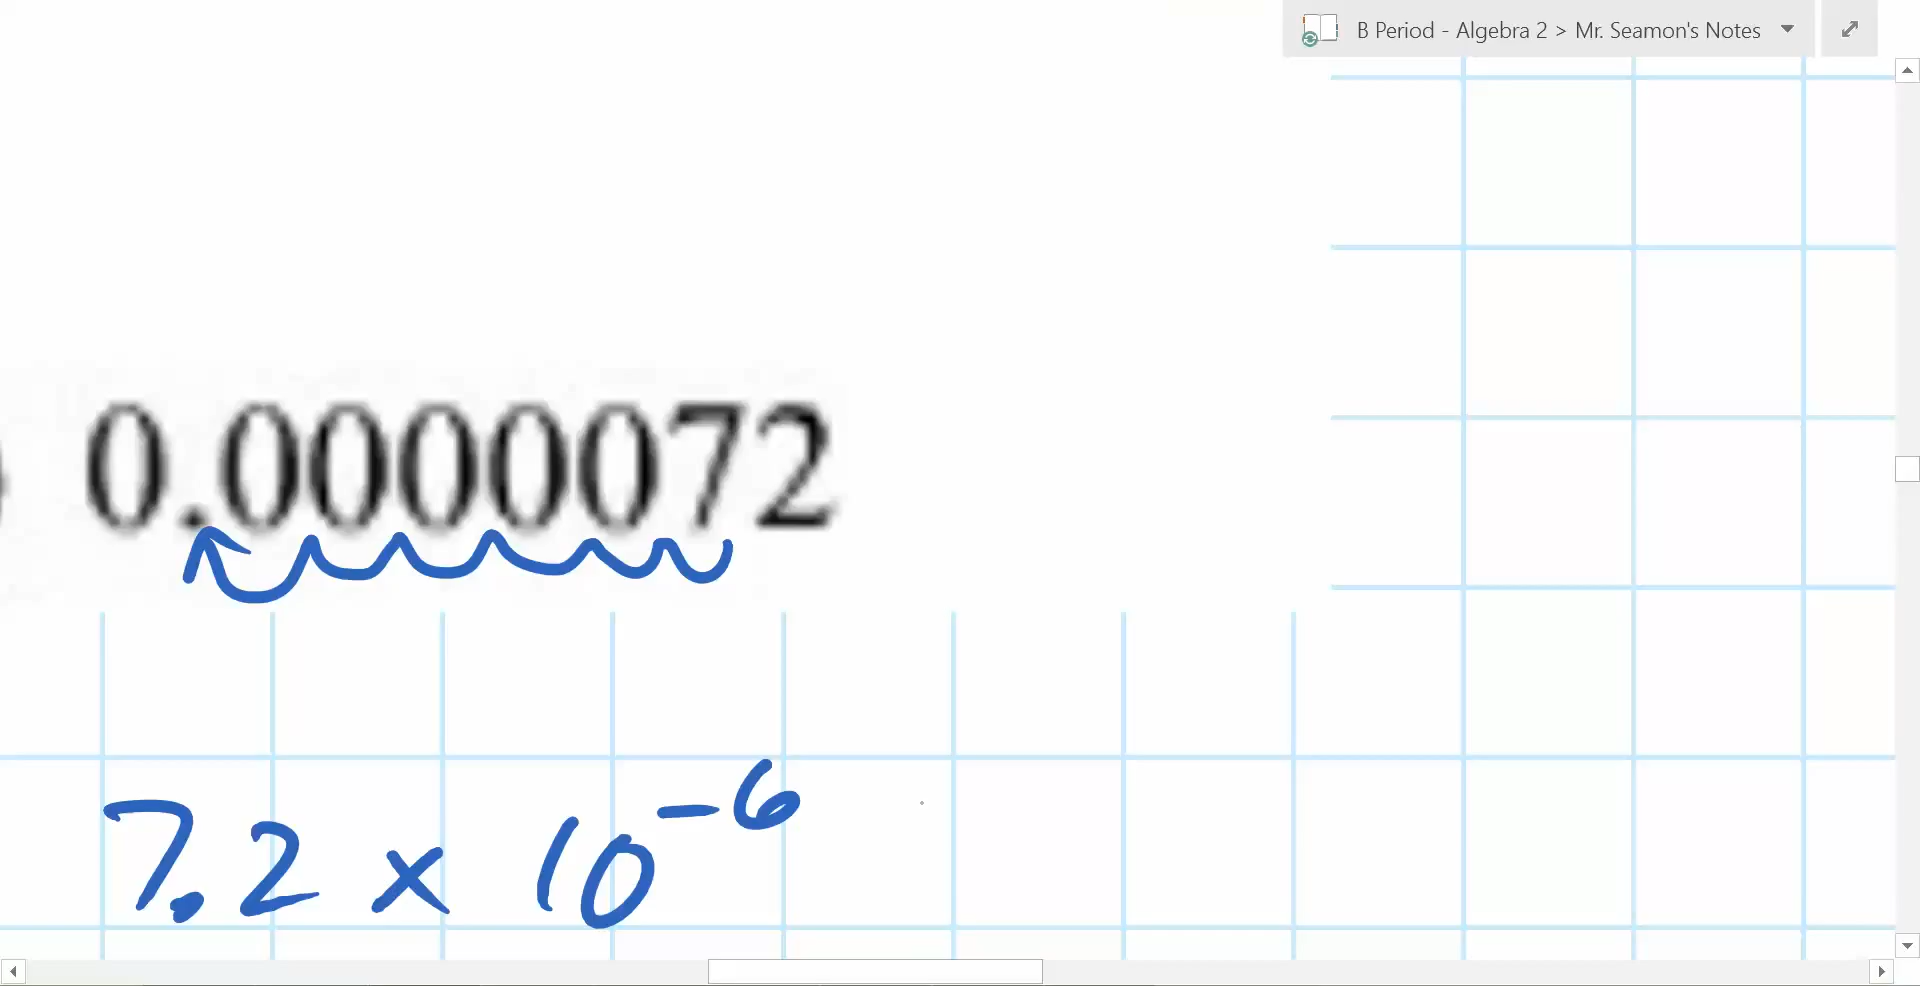 B Period - Algebra 2 > Mr. Seamon's Notes
0.0000072
7.2 × 10⁻⁶